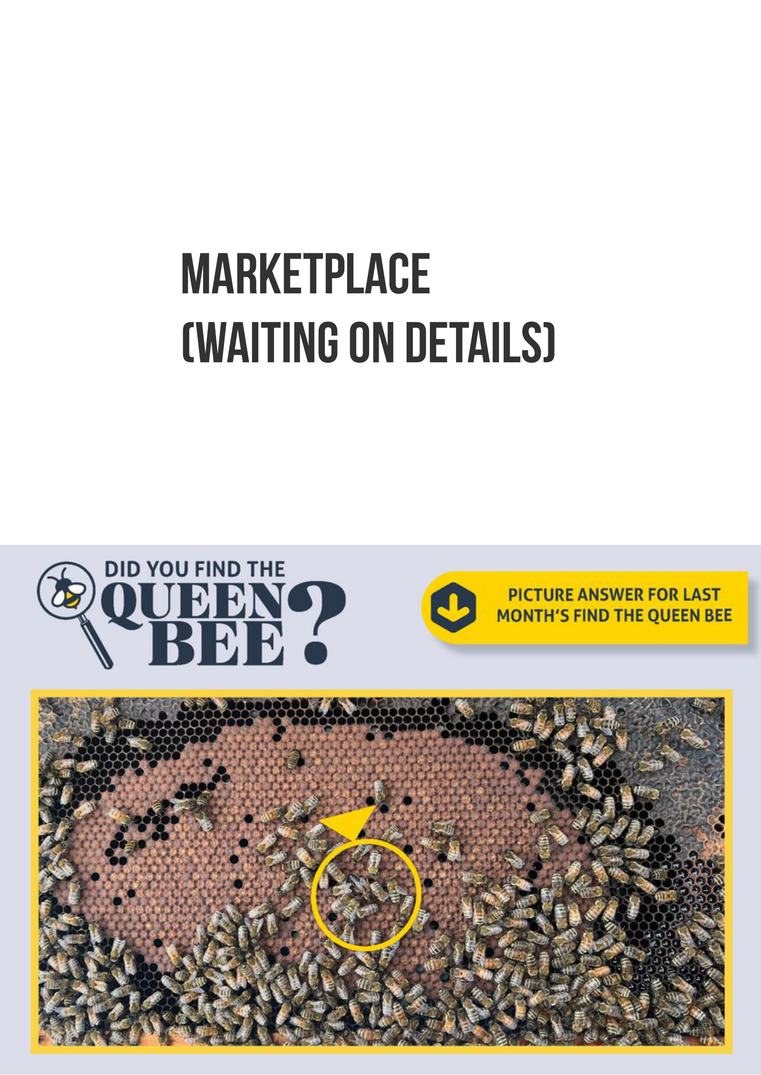 MARKETPLACE
(WAITING ON DETAILS)
DID YOU FIND THE
QUEEN
BEE?
PICTURE ANSWER FOR LAST
MONTH'S FIND THE QUEEN BEE